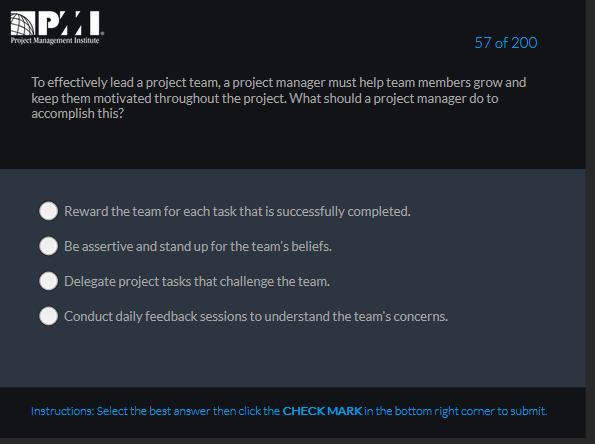 PMI
Project Management Institute
57 of 200
To effectively lead a project team, a project manager must help team members grow and
keep them motivated throughout the project. What should a project manager do to
accomplish this?
Reward the team for each task that is successfully completed.
Be assertive and stand up for the team's beliefs.
Delegate project tasks that challenge the team.
Conduct daily feedback sessions to understand the team's concerns.
Instructions: Select the best answer then click the CHECK MARK in the bottom right corner to submit.